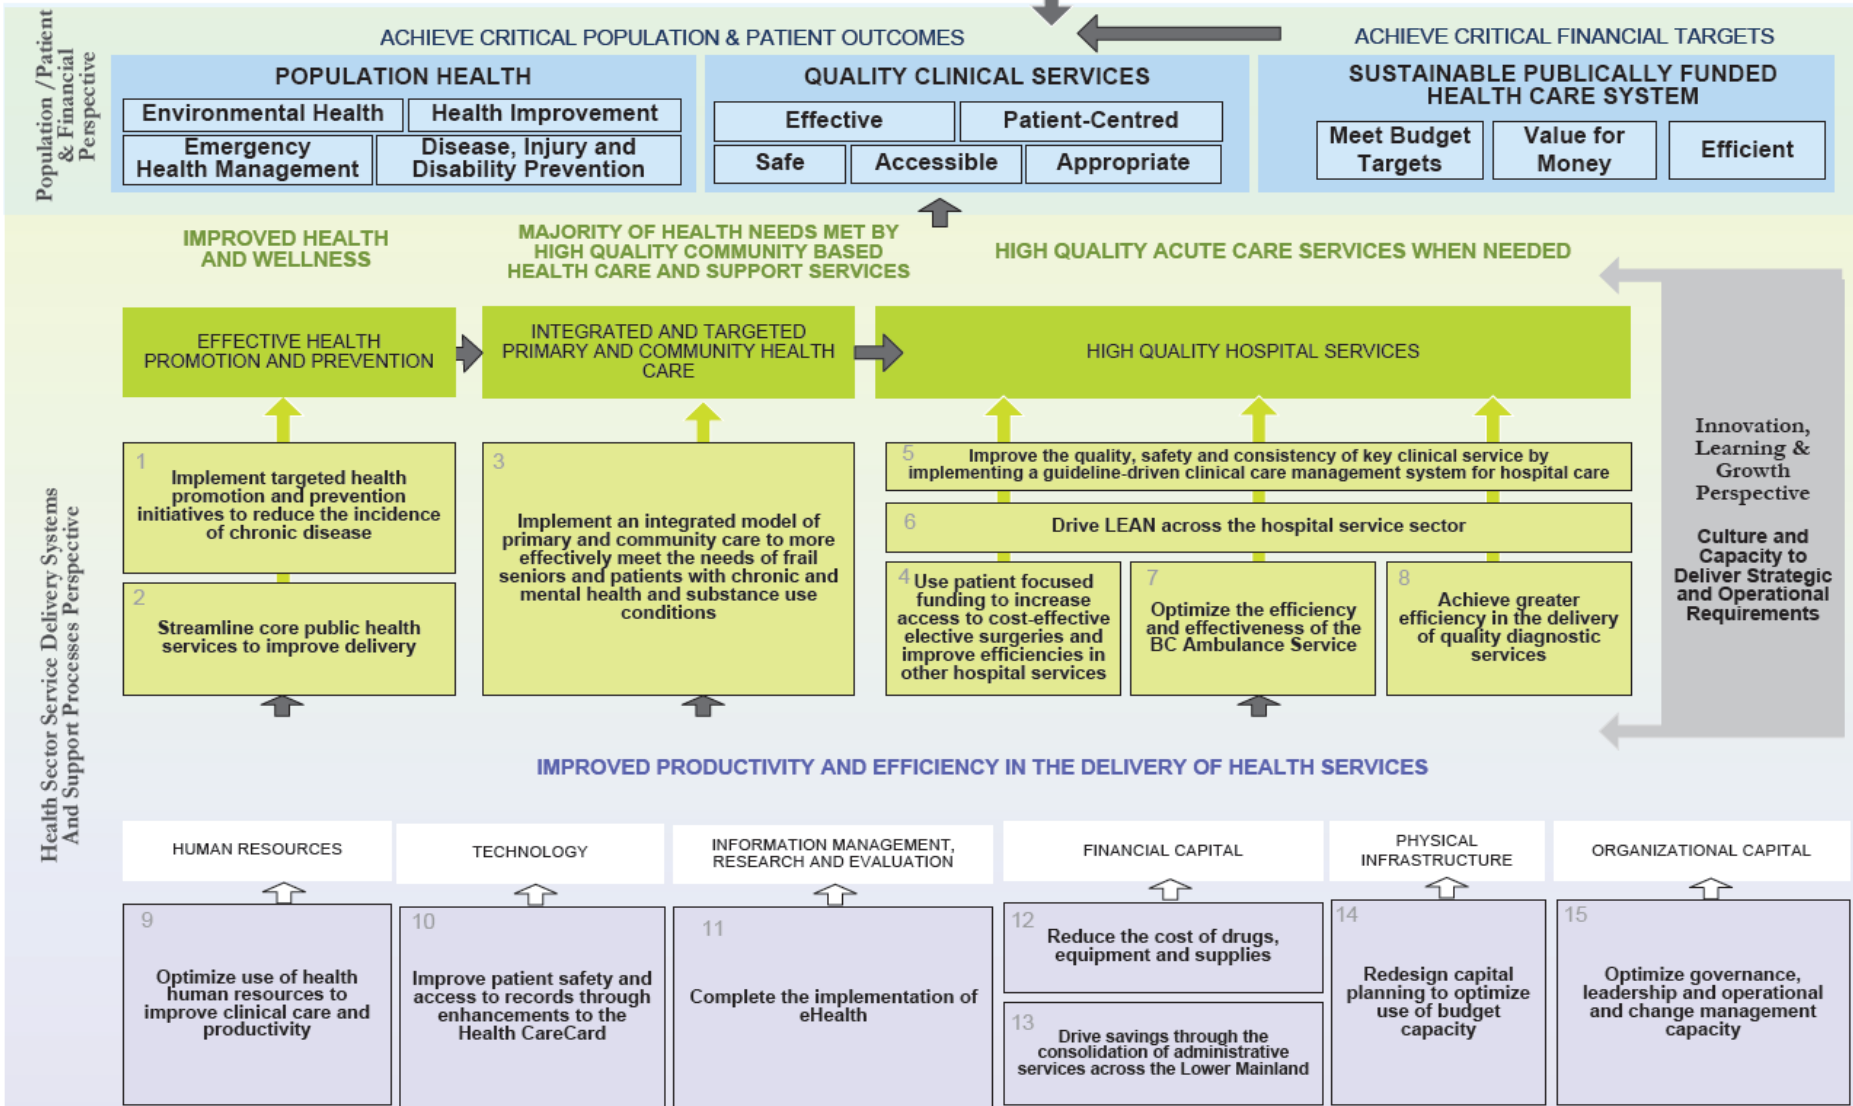 Population /Patient
& Financial
Perspective
ACHIEVE CRITICAL POPULATION & PATIENT OUTCOMES
ACHIEVE CRITICAL FINANCIAL TARGETS
POPULATION HEALTH
Environmental Health
Health Improvement
Emergency
Health Management
Disease, Injury and
Disability Prevention
QUALITY CLINICAL SERVICES
Effective
Patient-Centred
Safe
Accessible
Appropriate
SUSTAINABLE PUBLICALLY FUNDED
HEALTH CARE SYSTEM
Meet Budget
Targets
Value for
Money
Efficient
Health Sector Service Delivery Systems
And Support Processes Perspective
IMPROVED HEALTH
AND WELLNESS
MAJORITY OF HEALTH NEEDS MET BY
HIGH QUALITY COMMUNITY BASED
HEALTH CARE AND SUPPORT SERVICES
HIGH QUALITY ACUTE CARE SERVICES WHEN NEEDED
EFFECTIVE HEALTH
PROMOTION AND PREVENTION
INTEGRATED AND TARGETED
PRIMARY AND COMMUNITY HEALTH
CARE
HIGH QUALITY HOSPITAL SERVICES
1
Implement targeted health
promotion and prevention
initiatives to reduce the incidence
of chronic disease
2
Streamline core public health
services to improve delivery
3
Implement an integrated model of
primary and community care to more
effectively meet the needs of frail
seniors and patients with chronic and
mental health and substance use
conditions
5
Improve the quality, safety and consistency of key clinical service by
implementing a guideline-driven clinical care management system for hospital care
6
Drive LEAN across the hospital service sector
4
Use patient focused
funding to increase
access to cost-effective
elective surgeries and
improve efficiencies in
other hospital services
7
Optimize the efficiency
and effectiveness of the
BC Ambulance Service
8
Achieve greater
efficiency in the delivery
of quality diagnostic
services
Innovation,
Learning &
Growth
Perspective
Culture and
Capacity to
Deliver Strategic
and Operational
Requirements
IMPROVED PRODUCTIVITY AND EFFICIENCY IN THE DELIVERY OF HEALTH SERVICES
HUMAN RESOURCES
TECHNOLOGY
INFORMATION MANAGEMENT,
RESEARCH AND EVALUATION
FINANCIAL CAPITAL
PHYSICAL
INFRASTRUCTURE
ORGANIZATIONAL CAPITAL
9
Optimize use of health
human resources to
improve clinical care and
productivity
10
Improve patient safety and
access to records through
enhancements to the
Health CareCard
11
Complete the implementation of
eHealth
12
Reduce the cost of drugs,
equipment and supplies
13
Drive savings through the
consolidation of administrative
services across the Lower Mainland
14
Redesign capital
planning to optimize
use of budget
capacity
15
Optimize governance,
leadership and operational
and change management
capacity